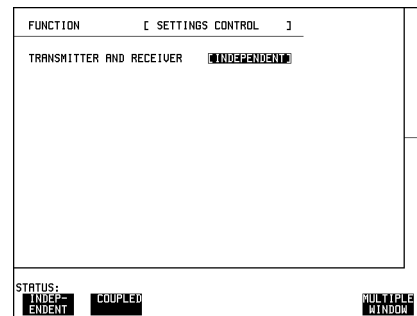 FUNCTION [ SETTINGS CONTROL ]
TRANSMITTER AND RECEIVER [INDEPENDENT]
STATUS:
INDEP-
ENDENT
COUPLED
MULTIPLE
WINDOW